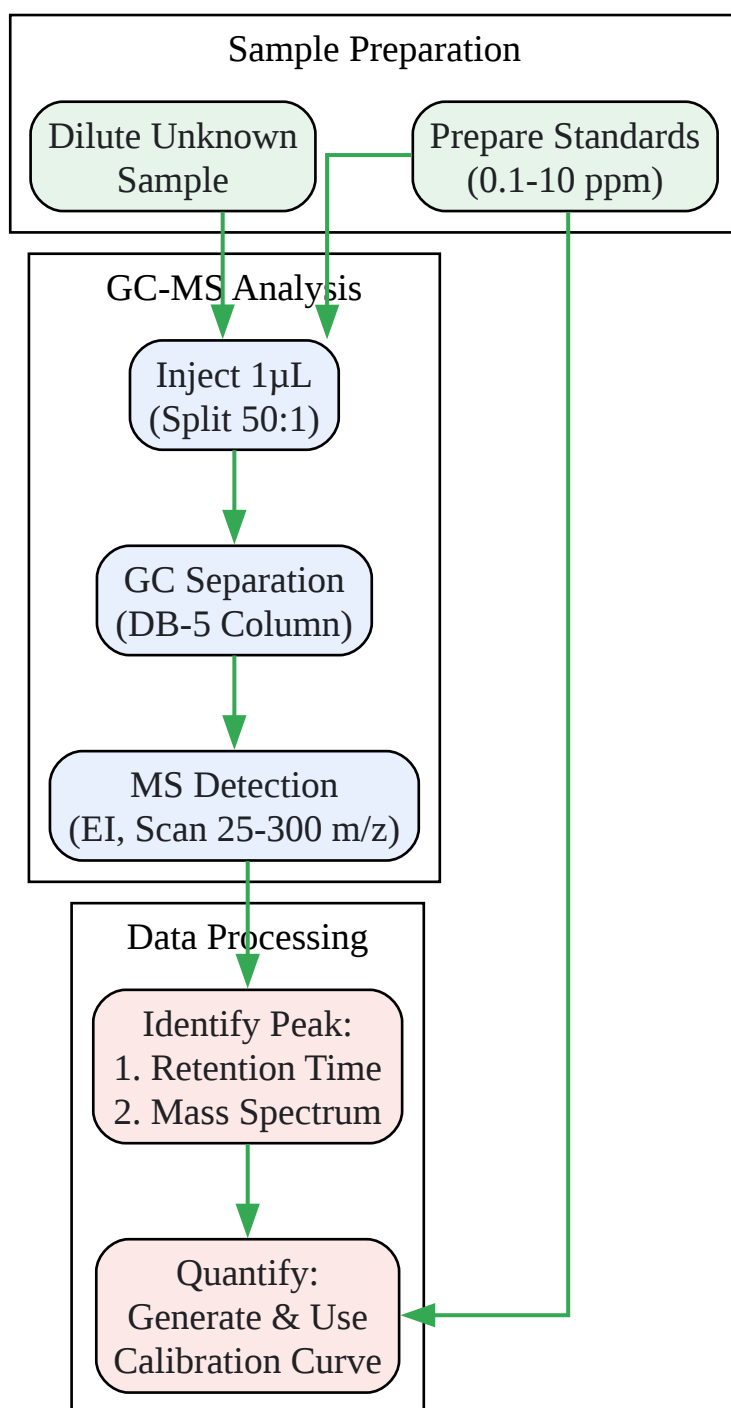 Sample Preparation
Dilute Unknown
Sample
Prepare Standards
(0.1-10 ppm)
GC-MS Analysis
Inject 1µL
(Split 50:1)
GC Separation
(DB-5 Column)
MS Detection
(EI, Scan 25-300 m/z)
Data Processing
Identify Peak:
1. Retention Time
2. Mass Spectrum
Quantify:
Generate & Use
Calibration Curve